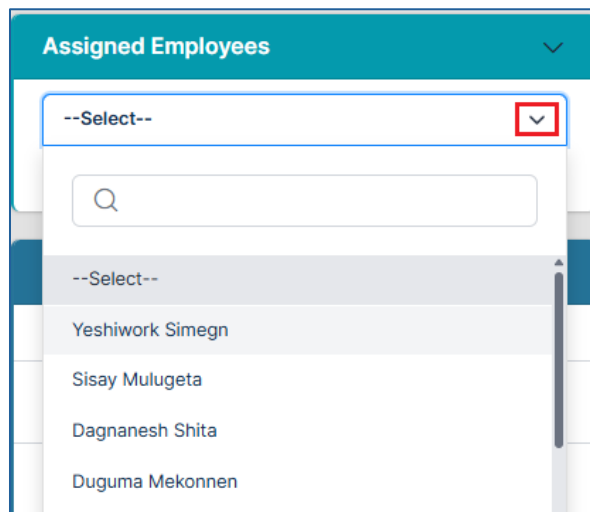 Assigned Employees
--Select--
--Select--
Yeshiwork Simegn
Sisay Mulugeta
Dagnanesh Shita
Duguma Mekonnen